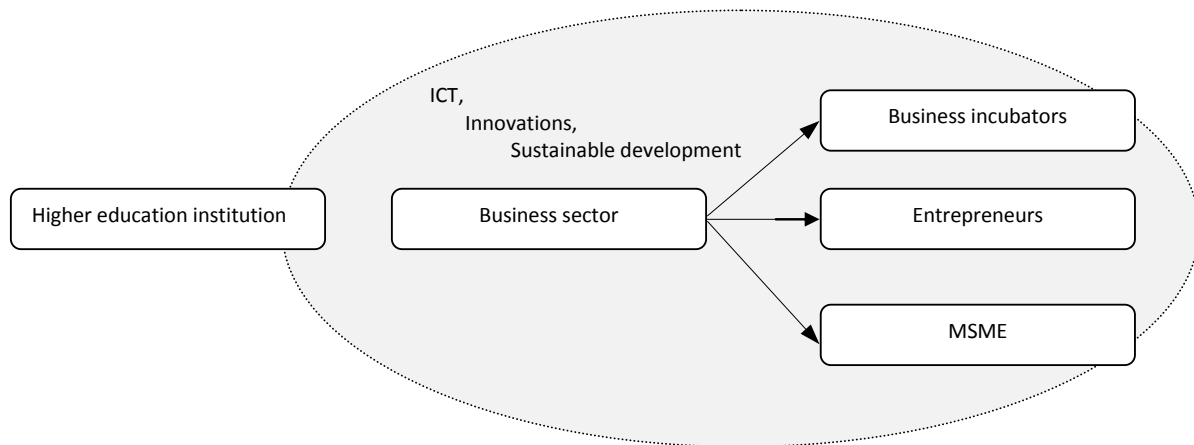 ICT,
Innovations,
Sustainable development
Higher education institution
Business sector
Business incubators
Entrepreneurs
MSME